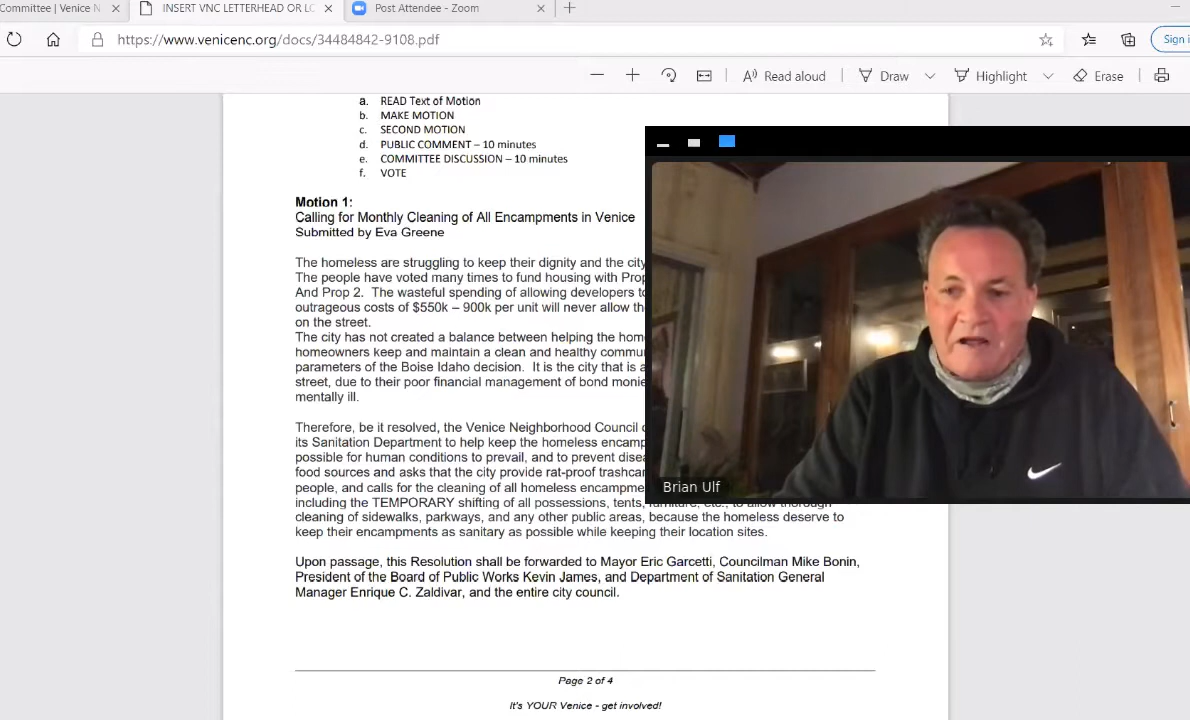 Committee | Venice N
INSERT VNC LETTERHEAD OR LO
Post Attendee - Zoom
https://www.venicenc.org/docs/34484842-9108.pdf
Sign i
Read aloud
Draw
Highlight
Erase
a. READ Text of Motion
b. MAKE MOTION
c. SECOND MOTION
d. PUBLIC COMMENT – 10 minutes
e. COMMITTEE DISCUSSION – 10 minutes
f. VOTE
Motion 1:
Calling for Monthly Cleaning of All Encampments in Venice
Submitted by Eva Greene
The homeless are struggling to keep their dignity and the city
The people have voted many times to fund housing with Prop
And Prop 2. The wasteful spending of allowing developers to
outrageous costs of $550k – 900k per unit will never allow th
on the street.
The city has not created a balance between helping the hom
homeowners keep and maintain a clean and healthy commu
parameters of the Boise Idaho decision. It is the city that is a
street, due to their poor financial management of bond monie
mentally ill.
Therefore, be it resolved, the Venice Neighborhood Council c
its Sanitation Department to help keep the homeless encamp
possible for human conditions to prevail, and to prevent disea
food sources and asks that the city provide rat-proof trashcan
people, and calls for the cleaning of all homeless encampme
including the TEMPORARY shifting of all possessions, tents, furniture, etc., to allow thorough
cleaning of sidewalks, parkways, and any other public areas, because the homeless deserve to
keep their encampments as sanitary as possible while keeping their location sites.
Upon passage, this Resolution shall be forwarded to Mayor Eric Garcetti, Councilman Mike Bonin,
President of the Board of Public Works Kevin James, and Department of Sanitation General
Manager Enrique C. Zaldivar, and the entire city council.
Page 2 of 4
It's YOUR Venice - get involved!
Brian Ulf